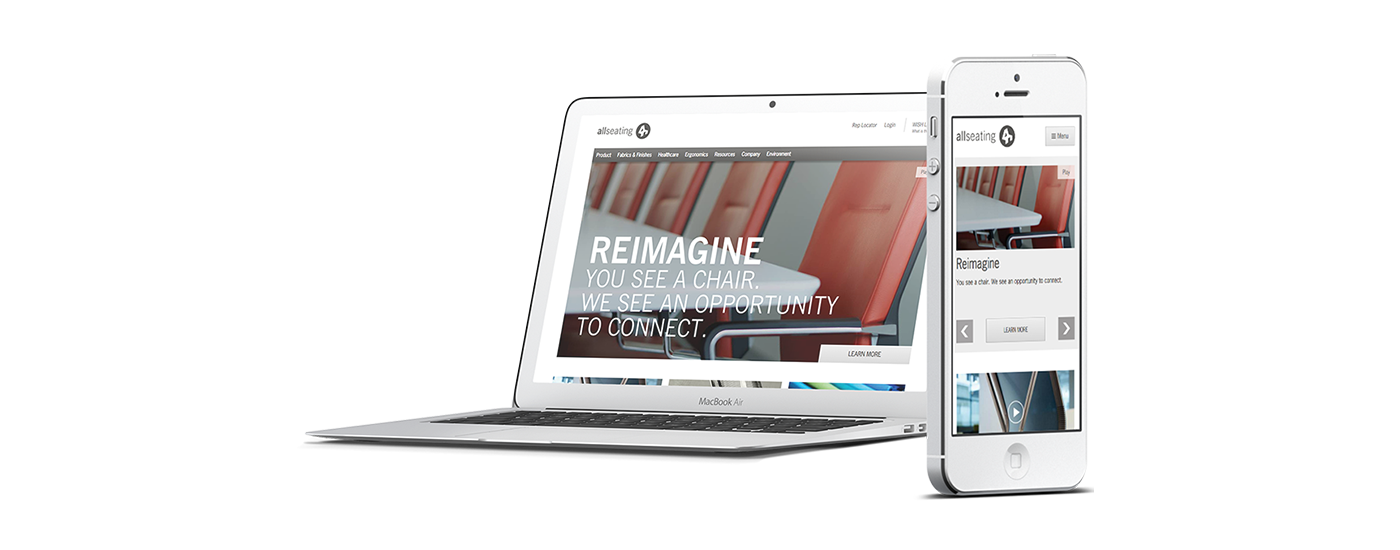 allseating
Rep Locator Login
Product Fabrics & Finishes Healthcare Ergonomics Resources Company Environment
REIMAGINE
YOU SEE A CHAIR.
WE SEE AN OPPORTUNITY
TO CONNECT.
LEARN MORE
MacBook Air
allseating
Menu
Play
Reimagine
You see a chair. We see an opportunity to connect.
LEARN MORE